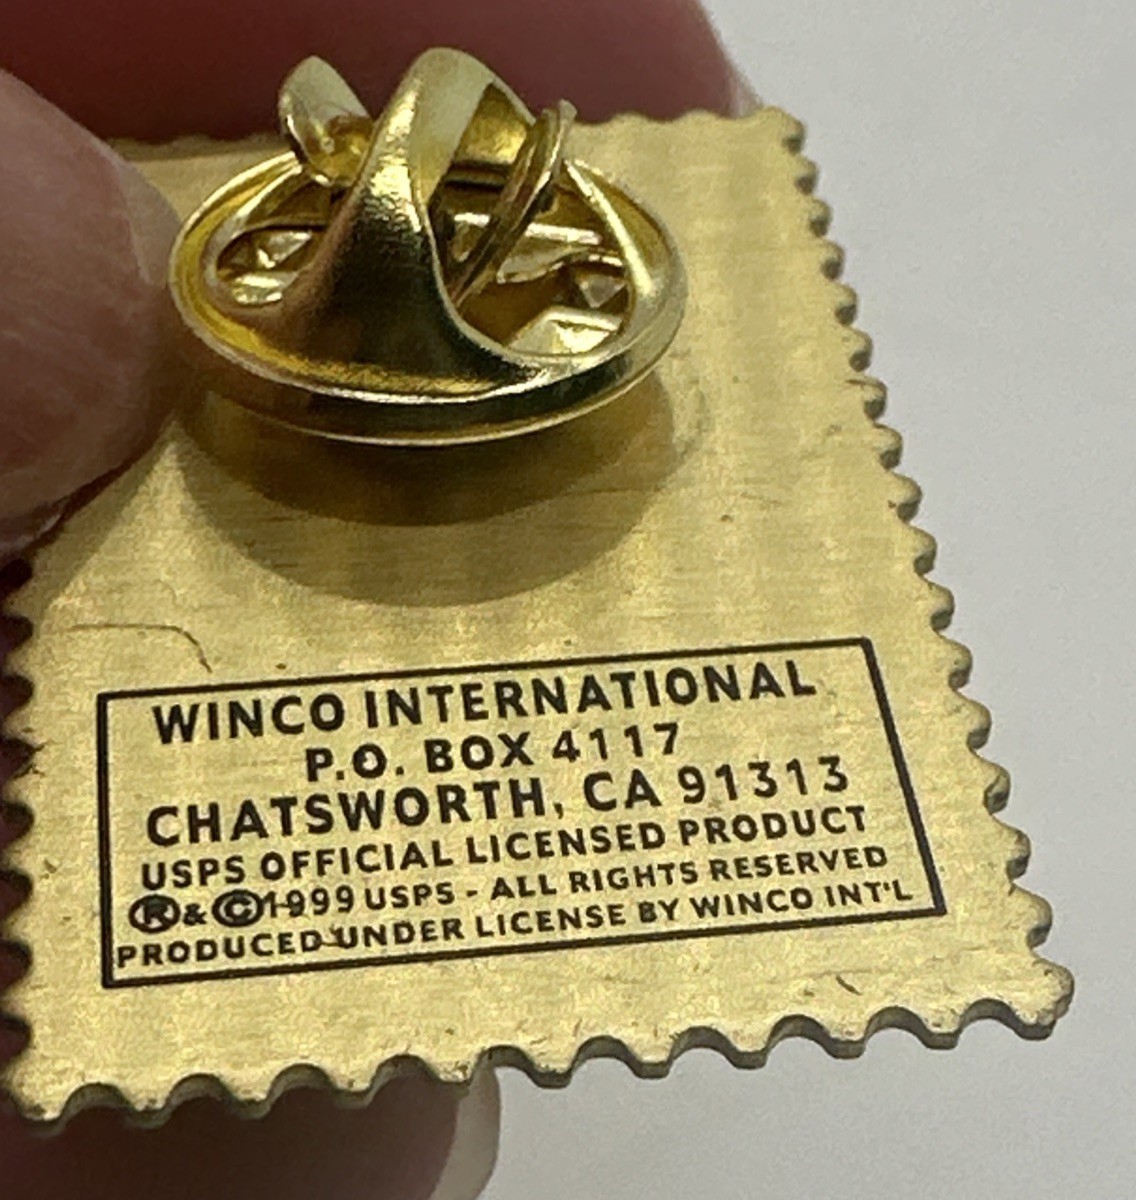 WINCO INTERNATIONAL
P.O. BOX 4117
CHATSWORTH, CA 91313
USPS OFFICIAL LICENSED PRODUCT
®&©1999 USPS - ALL RIGHTS RESERVED
PRODUCED UNDER LICENSE BY WINCO INT'L